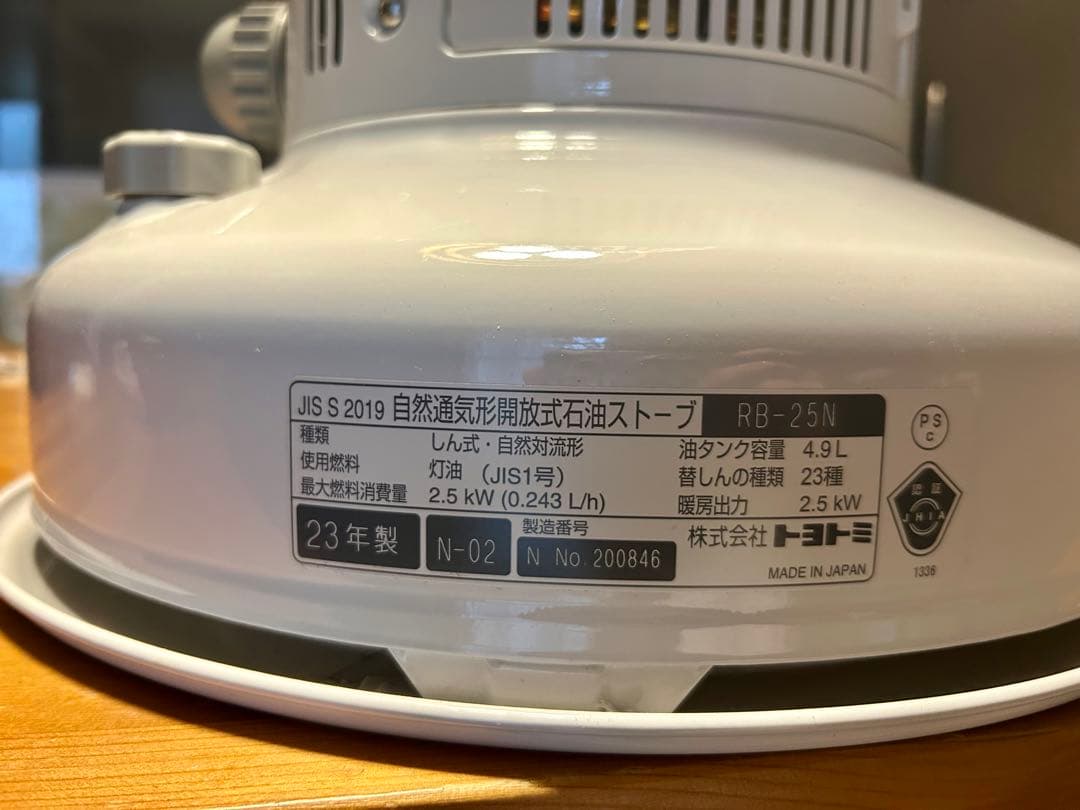 JIS S 2019 自然通気形開放式石油ストーブ RB-25N
種類 しん式・自然対流形
使用燃料 灯油 (JIS1号)
最大燃料消費量 2.5 kW (0.243 L/h)
油タンク容量 4.9 L
替しんの種類 23種
暖房出力 2.5 kW
23年製
N-02
製造番号
N No. 200846
株式会社 トヨトミ
MADE IN JAPAN
PS
C
認証
JHIA
1336